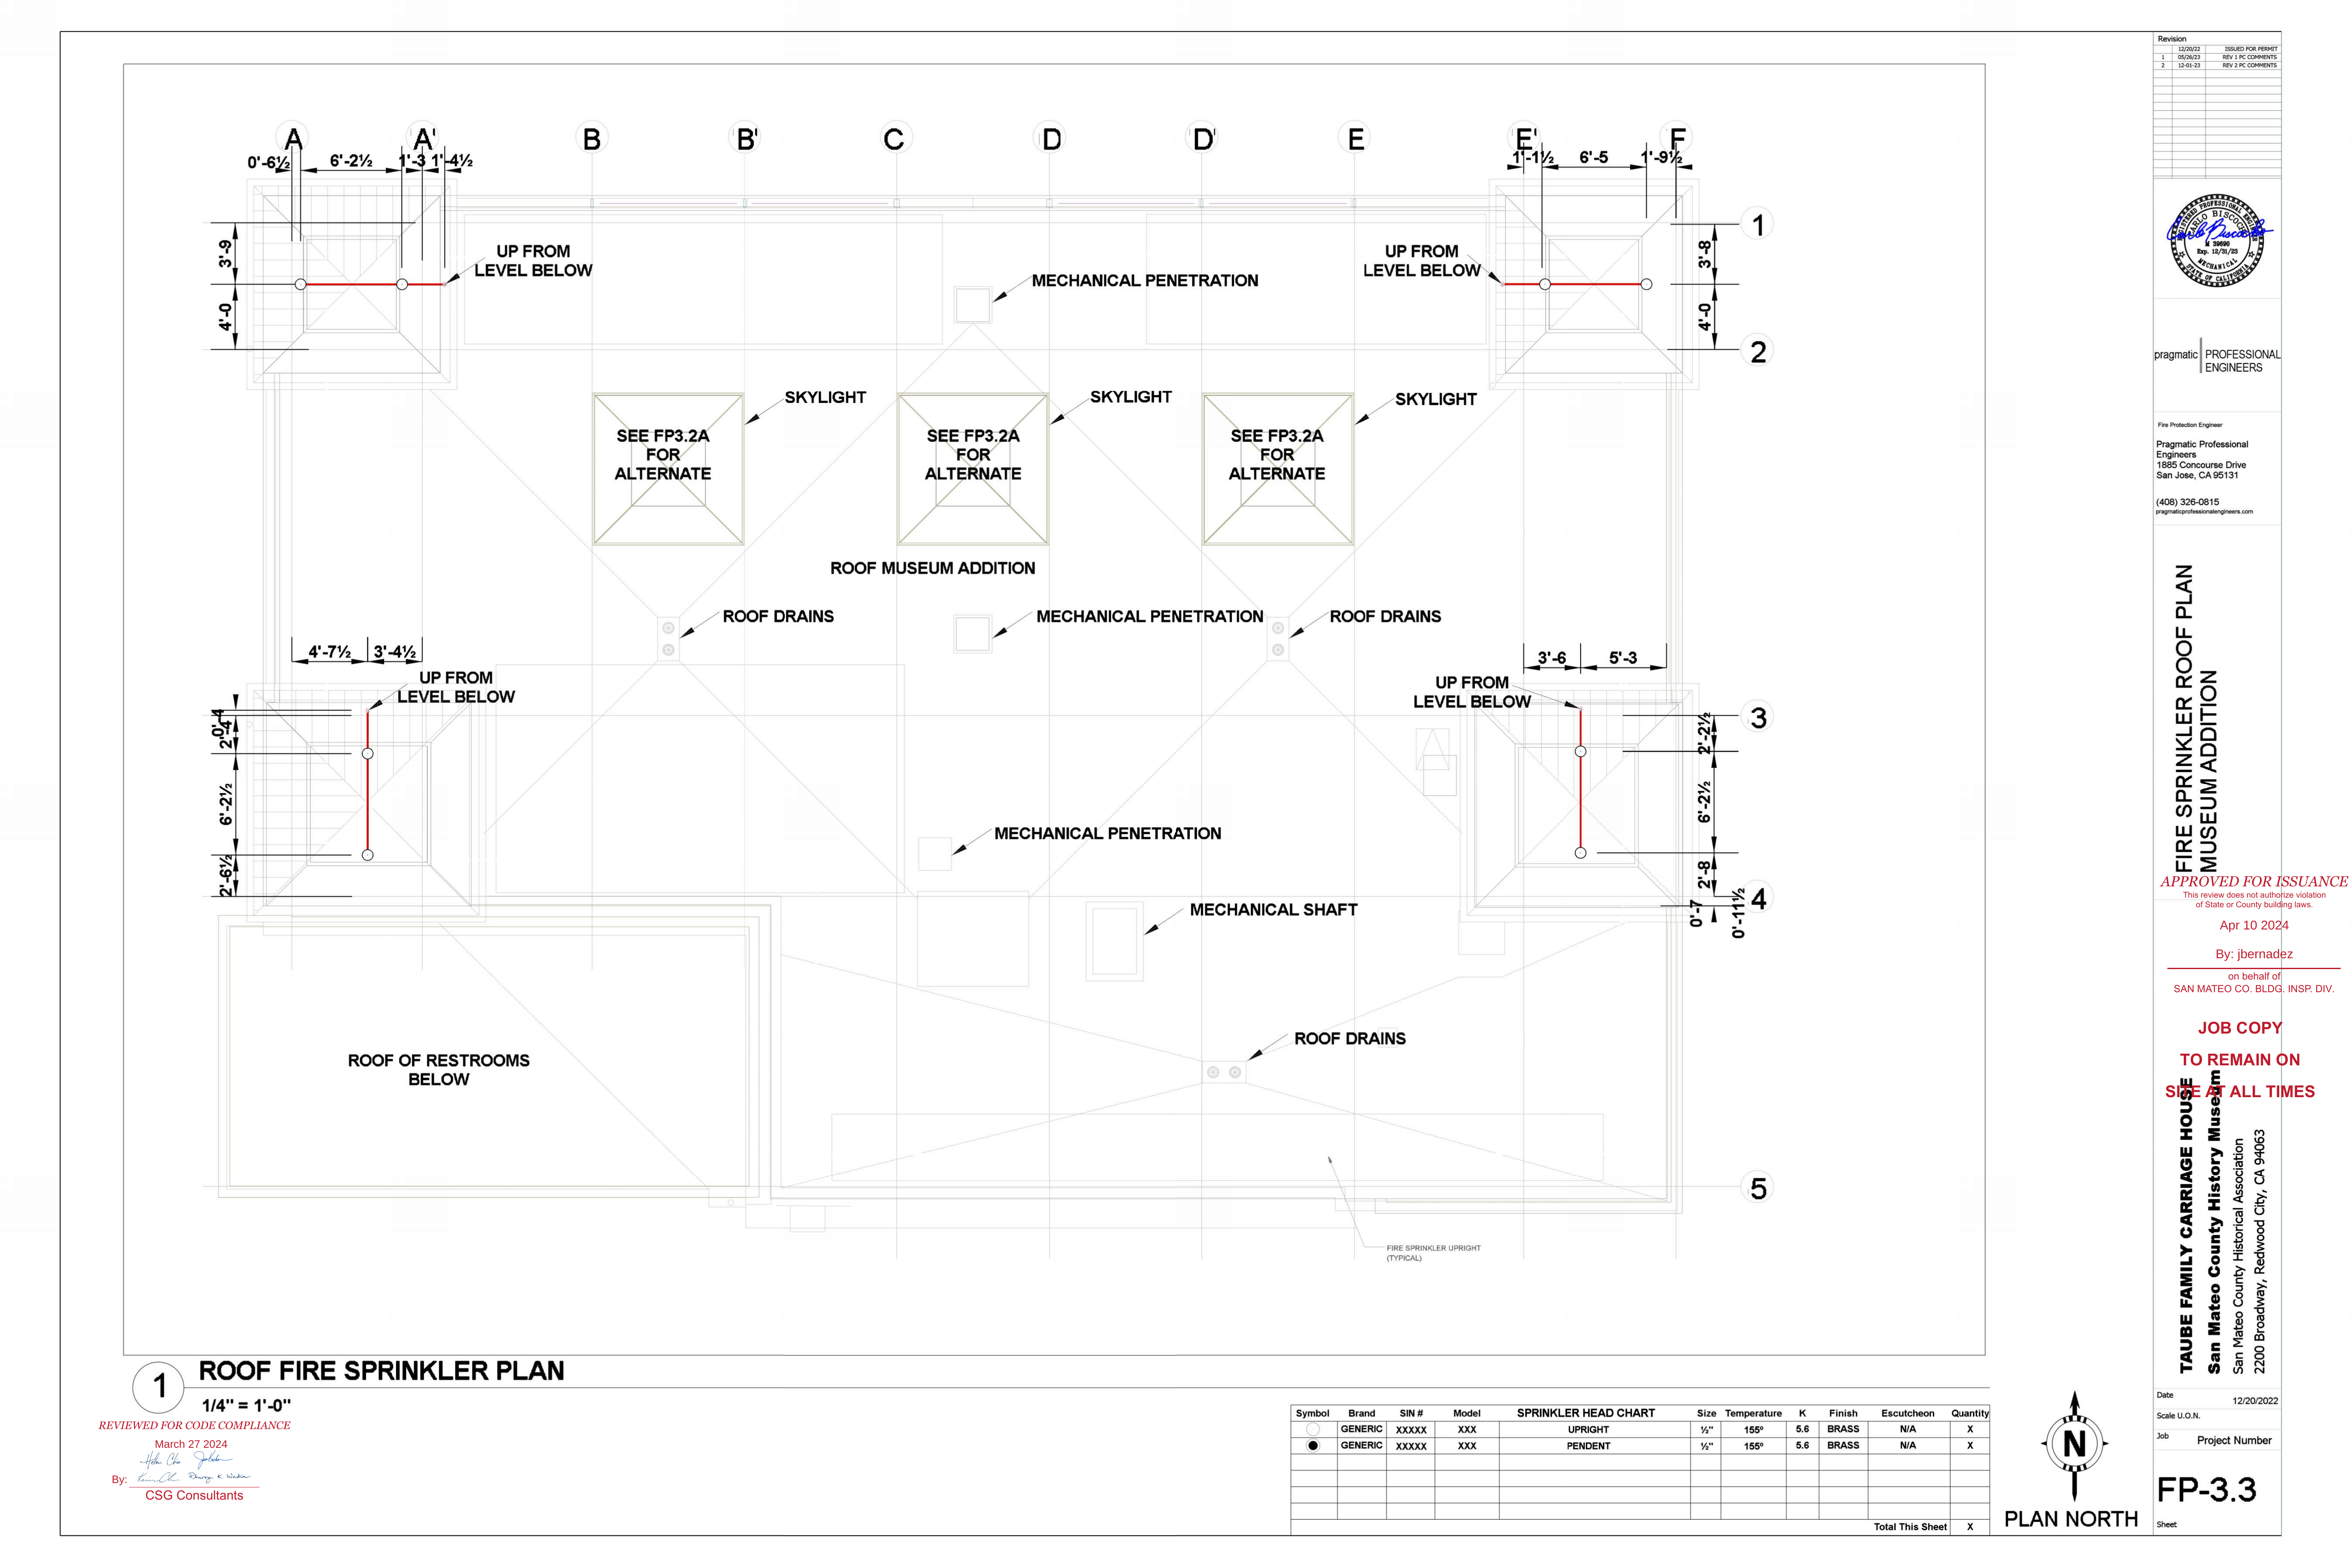 A
A'
B
B'
C
D
D'
E
E'
F
0'-6½
6'-2½
1'-3
1'-4½
1'-1½
6'-5
1'-9½
3'-9
4'-0
UP FROM
LEVEL BELOW
MECHANICAL PENETRATION
UP FROM
LEVEL BELOW
3'-8
4'-0
1
2
SKYLIGHT
SKYLIGHT
SKYLIGHT
SEE FP3.2A
FOR
ALTERNATE
SEE FP3.2A
FOR
ALTERNATE
SEE FP3.2A
FOR
ALTERNATE
ROOF MUSEUM ADDITION
ROOF DRAINS
MECHANICAL PENETRATION
ROOF DRAINS
4'-7½
3'-4½
UP FROM
LEVEL BELOW
0'-4
2'-4
6'-2½
2'-6½
3'-6
5'-3
UP FROM
LEVEL BELOW
2'-2½
6'-2½
2'-8
0'-7
0'-11½
3
4
MECHANICAL PENETRATION
MECHANICAL SHAFT
ROOF DRAINS
ROOF OF RESTROOMS
BELOW
5
FIRE SPRINKLER UPRIGHT
(TYPICAL)
1
ROOF FIRE SPRINKLER PLAN
1/4" = 1'-0"
REVIEWED FOR CODE COMPLIANCE
March 27 2024
By:
CSG Consultants
Symbol Brand SIN # Model SPRINKLER HEAD CHART Size Temperature K Finish Escutcheon Quantity
GENERIC XXXXX XXX UPRIGHT ½" 155º 5.6 BRASS N/A X
GENERIC XXXXX XXX PENDENT ½" 155º 5.6 BRASS N/A X
Total This Sheet X
N
PLAN NORTH
Revision
12/20/22 ISSUED FOR PERMIT
1 05/26/23 REV 1 PC COMMENTS
2 12-01-23 REV 2 PC COMMENTS
REGISTERED PROFESSIONAL ENGINEER
CARLO BISCOCHO
M 39690
Exp. 12/31/23
MECHANICAL
STATE OF CALIFORNIA
pragmatic PROFESSIONAL
ENGINEERS
Fire Protection Engineer
Pragmatic Professional
Engineers
1885 Concourse Drive
San Jose, CA 95131
(408) 326-0815
pragmaticprofessionalengineers.com
FIRE SPRINKLER ROOF PLAN
MUSEUM ADDITION
APPROVED FOR ISSUANCE
This review does not authorize violation
of State or County building laws.
Apr 10 2024
By: jbernadez
on behalf of
SAN MATEO CO. BLDG. INSP. DIV.
JOB COPY
TO REMAIN ON
SITE AT ALL TIMES
TAUBE FAMILY CARRIAGE HOUSE
San Mateo County History Museum
San Mateo County Historical Association
2200 Broadway, Redwood City, CA 94063
Date
12/20/2022
Scale U.O.N.
Job
Project Number
FP-3.3
Sheet